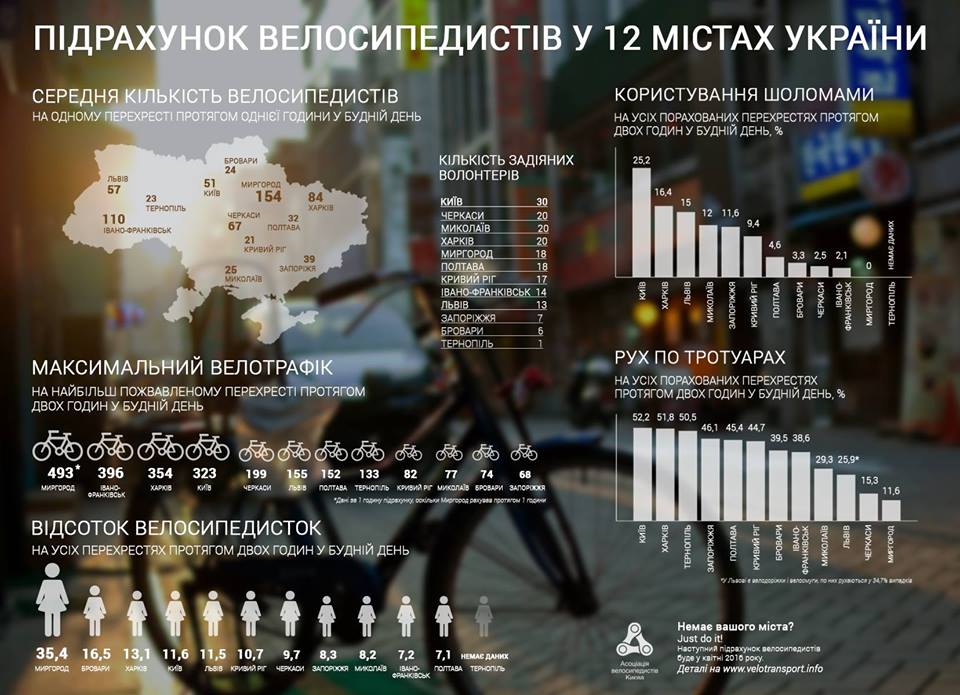 ПІДРАХУНОК ВЕЛОСИПЕДИСТІВ У 12 МІСТАХ УКРАЇНИ
СЕРЕДНЯ КІЛЬКІСТЬ ВЕЛОСИПЕДИСТІВ
НА ОДНОМУ ПЕРЕХРЕСТІ ПРОТЯГОМ ОДНІЄЇ ГОДИНИ У БУДНІЙ ДЕНЬ
БРОВАРИ
24
ЛЬВІВ
57
23
ТЕРНОПІЛЬ
51
КИЇВ
МИРГОРОД
154
84
ХАРКІВ
110
ІВАНО-ФРАНКІВСЬК
ЧЕРКАСИ
67
32
ПОЛТАВА
21
КРИВИЙ РІГ
25
МИКОЛАЇВ
39
ЗАПОРІЖЖЯ
КІЛЬКІСТЬ ЗАДІЯНИХ
ВОЛОНТЕРІВ
КИЇВ 30
ЧЕРКАСИ 20
МИКОЛАЇВ 20
ХАРКІВ 20
МИРГОРОД 18
ПОЛТАВА 18
КРИВИЙ РІГ 17
ІВАНО-ФРАНКІВСЬК 14
ЛЬВІВ 13
ЗАПОРІЖЖЯ 7
БРОВАРИ 6
ТЕРНОПІЛЬ 1
МАКСИМАЛЬНИЙ ВЕЛОТРАФІК
НА НАЙБІЛЬШ ПОЖВАВЛЕНОМУ ПЕРЕХРЕСТІ ПРОТЯГОМ
ДВОХ ГОДИН У БУДНІЙ ДЕНЬ
493* 396 354 323 199 155 152 133 82 77 74 68
МИРГОРОД ІВАНО-ФРАНКІВСЬК ХАРКІВ КИЇВ ЧЕРКАСИ ЛЬВІВ ПОЛТАВА ТЕРНОПІЛЬ КРИВИЙ РІГ МИКОЛАЇВ БРОВАРИ ЗАПОРІЖЖЯ
*Дані за 1 годину підрахунку, оскільки Миргород рахував протягом 1 години
ВІДСОТОК ВЕЛОСИПЕДИСТОК
НА УСІХ ПЕРЕХРЕСТЯХ ПРОТЯГОМ ДВОХ ГОДИН У БУДНІЙ ДЕНЬ
35,4 16,5 13,1 11,6 11,5 10,7 9,7 8,3 8,2 7,2 7,1 НЕМАЄ ДАНИХ
МИРГОРОД БРОВАРИ ХАРКІВ КИЇВ ЛЬВІВ КРИВИЙ РІГ ЧЕРКАСИ ЗАПОРІЖЖЯ МИКОЛАЇВ ІВАНО-ФРАНКІВСЬК ПОЛТАВА ТЕРНОПІЛЬ
КОРИСТУВАННЯ ШОЛОМАМИ
НА УСІХ ПОРАХОВАНИХ ПЕРЕХРЕСТЯХ ПРОТЯГОМ
ДВОХ ГОДИН У БУДНІЙ ДЕНЬ, %
25,2 16,4 15 12 11,6 9,4 4,6 3,3 2,5 2,1 0 НЕМАЄ ДАНИХ
КИЇВ ХАРКІВ ЛЬВІВ МИКОЛАЇВ ЗАПОРІЖЖЯ КРИВИЙ РІГ ПОЛТАВА БРОВАРИ ЧЕРКАСИ ІВАНО-ФРАНКІВСЬК МИРГОРОД ТЕРНОПІЛЬ
РУХ ПО ТРОТУАРАХ
НА УСІХ ПОРАХОВАНИХ ПЕРЕХРЕСТЯХ
ПРОТЯГОМ ДВОХ ГОДИН У БУДНІЙ ДЕНЬ, %
52,2 51,8 50,5 46,1 45,4 44,7 39,5 38,6 29,3 25,9* 15,3 11,6
КИЇВ ХАРКІВ ТЕРНОПІЛЬ ЗАПОРІЖЖЯ ПОЛТАВА КРИВИЙ РІГ БРОВАРИ ІВАНО-ФРАНКІВСЬК МИКОЛАЇВ ЛЬВІВ ЧЕРКАСИ МИРГОРОД
*У Львові є велодоріжки і велосмуги, по них рухаються у 34,7% випадків
Асоціація
велосипедистів
Києва
Немає вашого міста?
Just do it!
Наступний підрахунок велосипедистів
буде у квітні 2016 року.
Деталі на www.velotransport.info